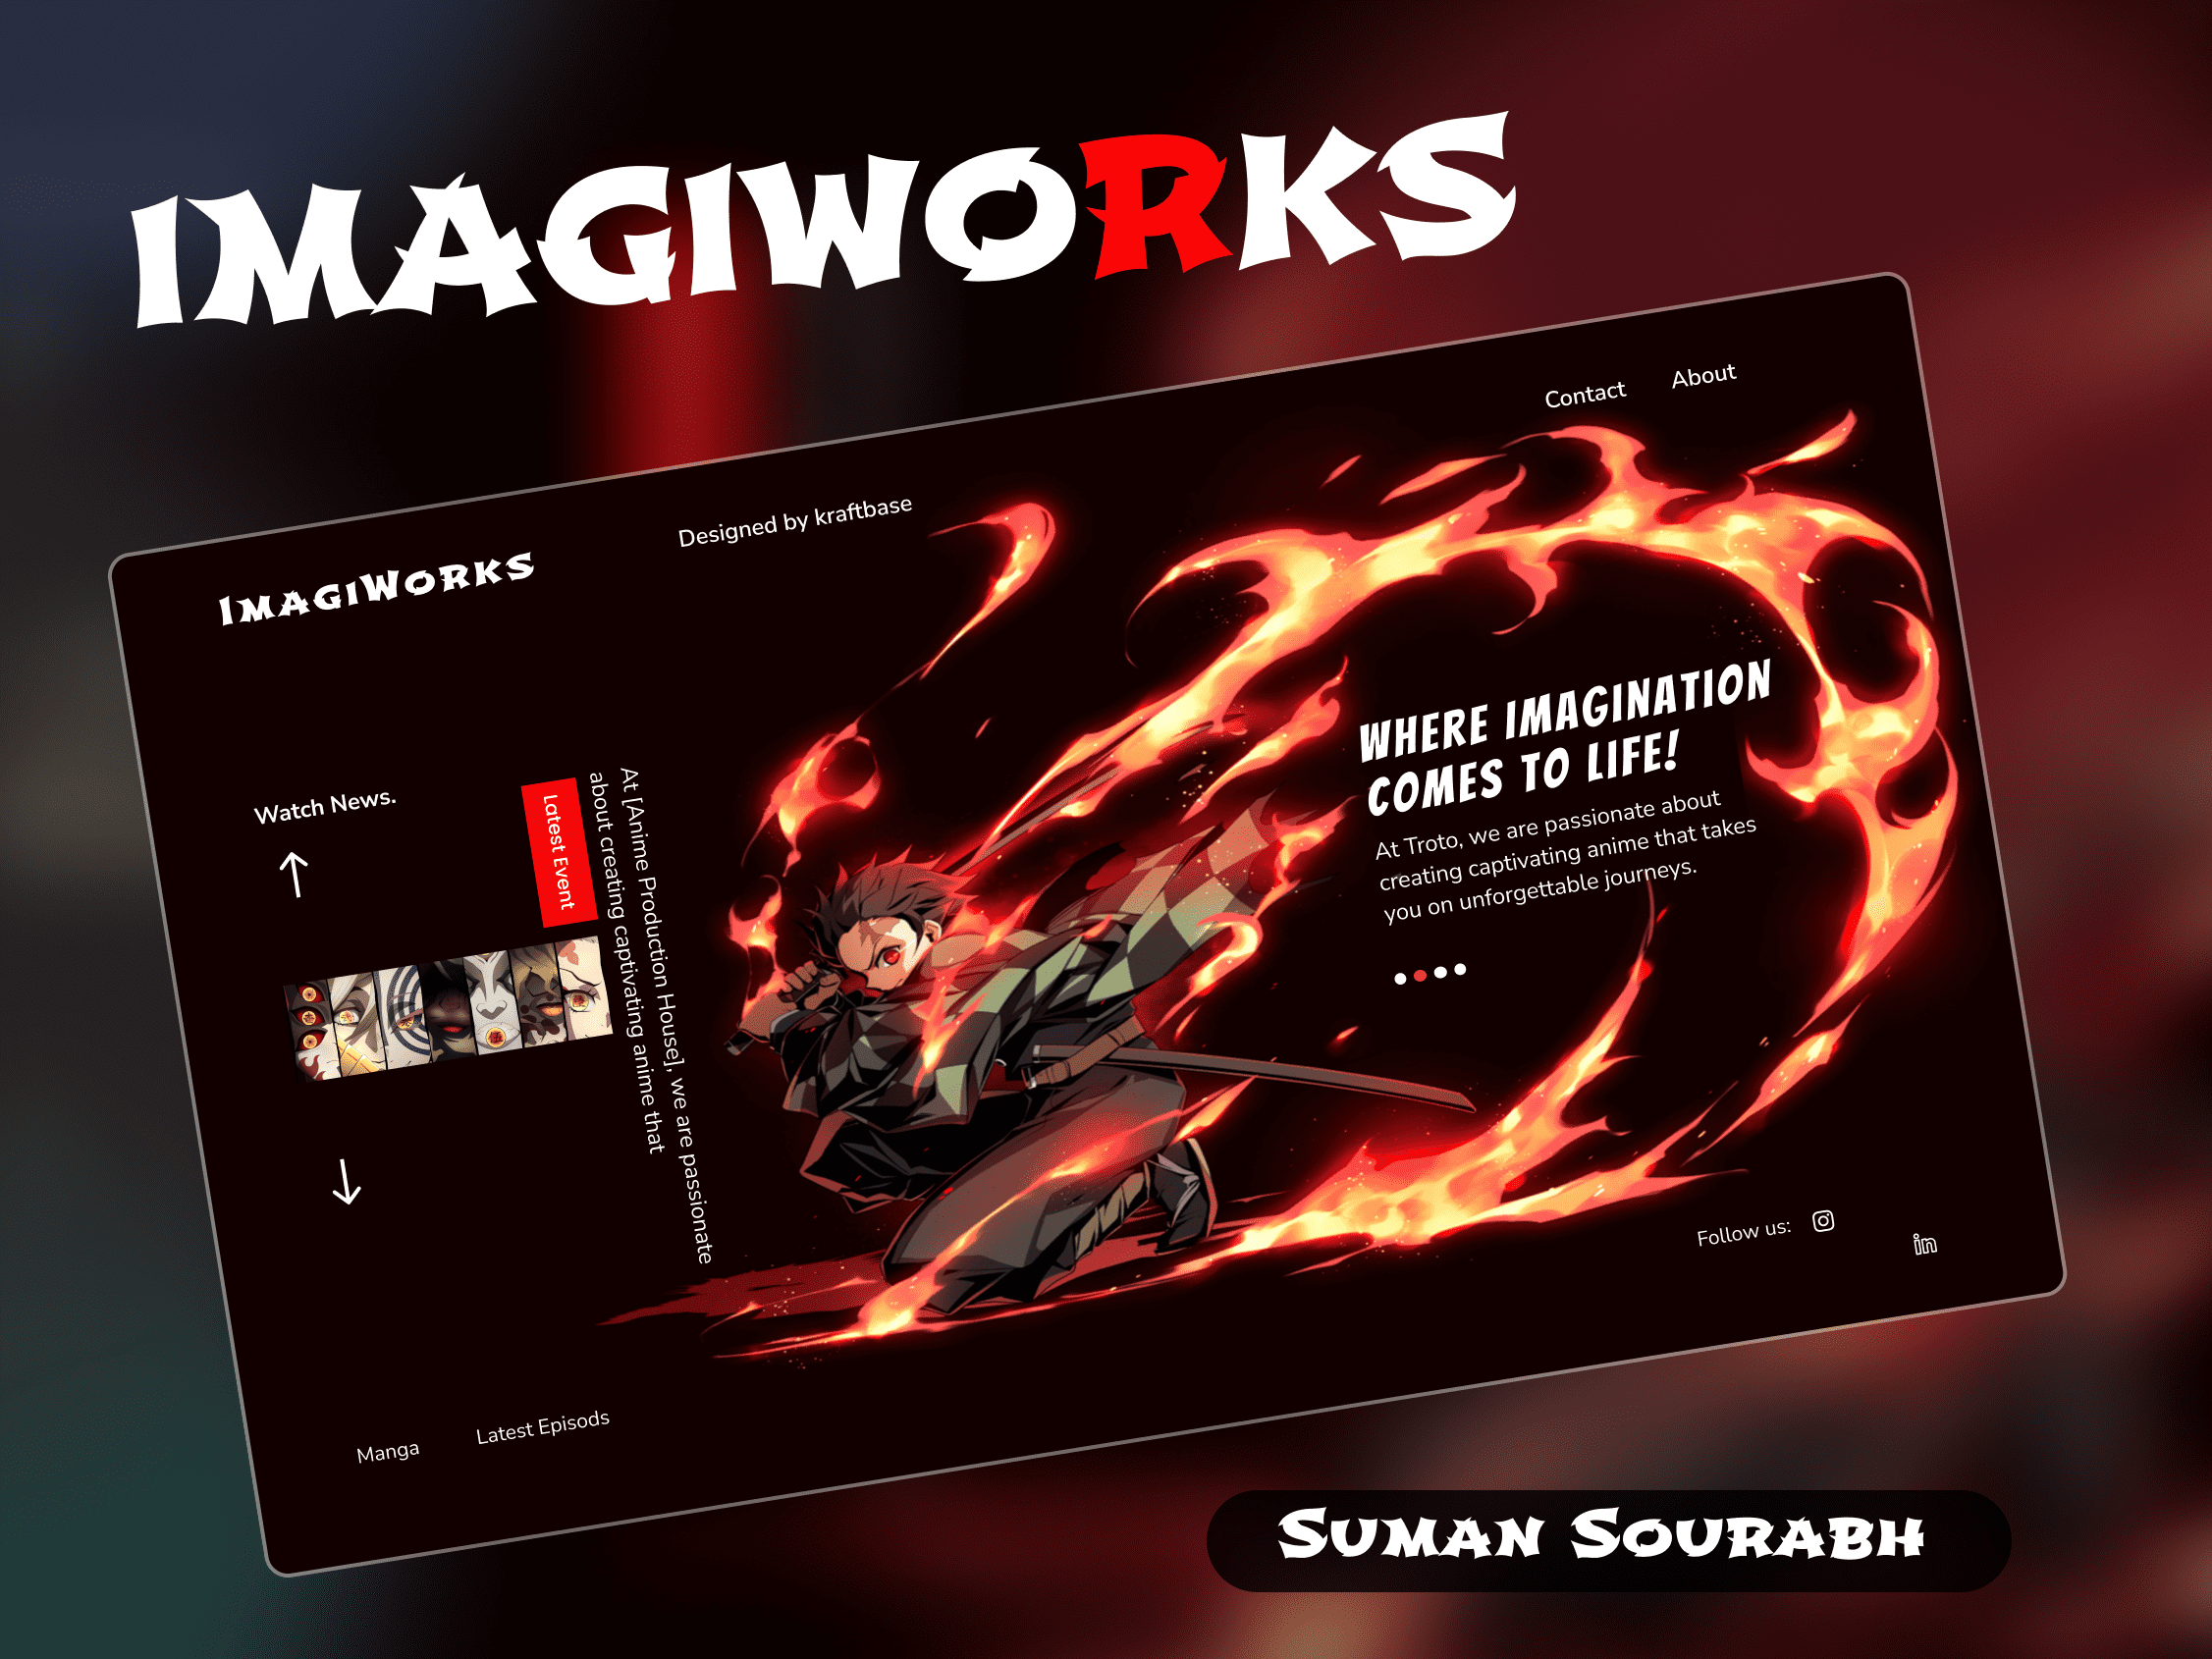 IMAGIWORKS
Contact
About
Designed by kraftbase
IMAGIWORKS
WHERE IMAGINATION
COMES TO LIFE!
At Troto, we are passionate about
creating captivating anime that takes
you on unforgettable journeys.
Watch News.
Latest Event
At [Anime Production House], we are passionate
about creating captivating anime that
Follow us:
Manga
Latest Episods
SUMAN SOURABH